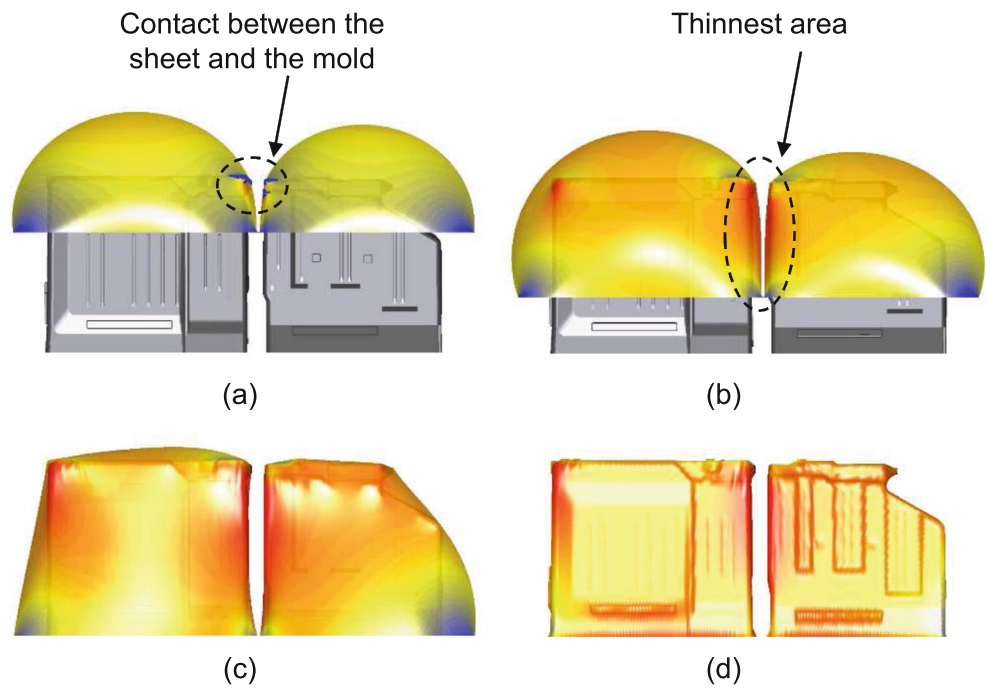 Contact between the
sheet and the mold
Thinnest area
(a)
(b)
(c)
(d)